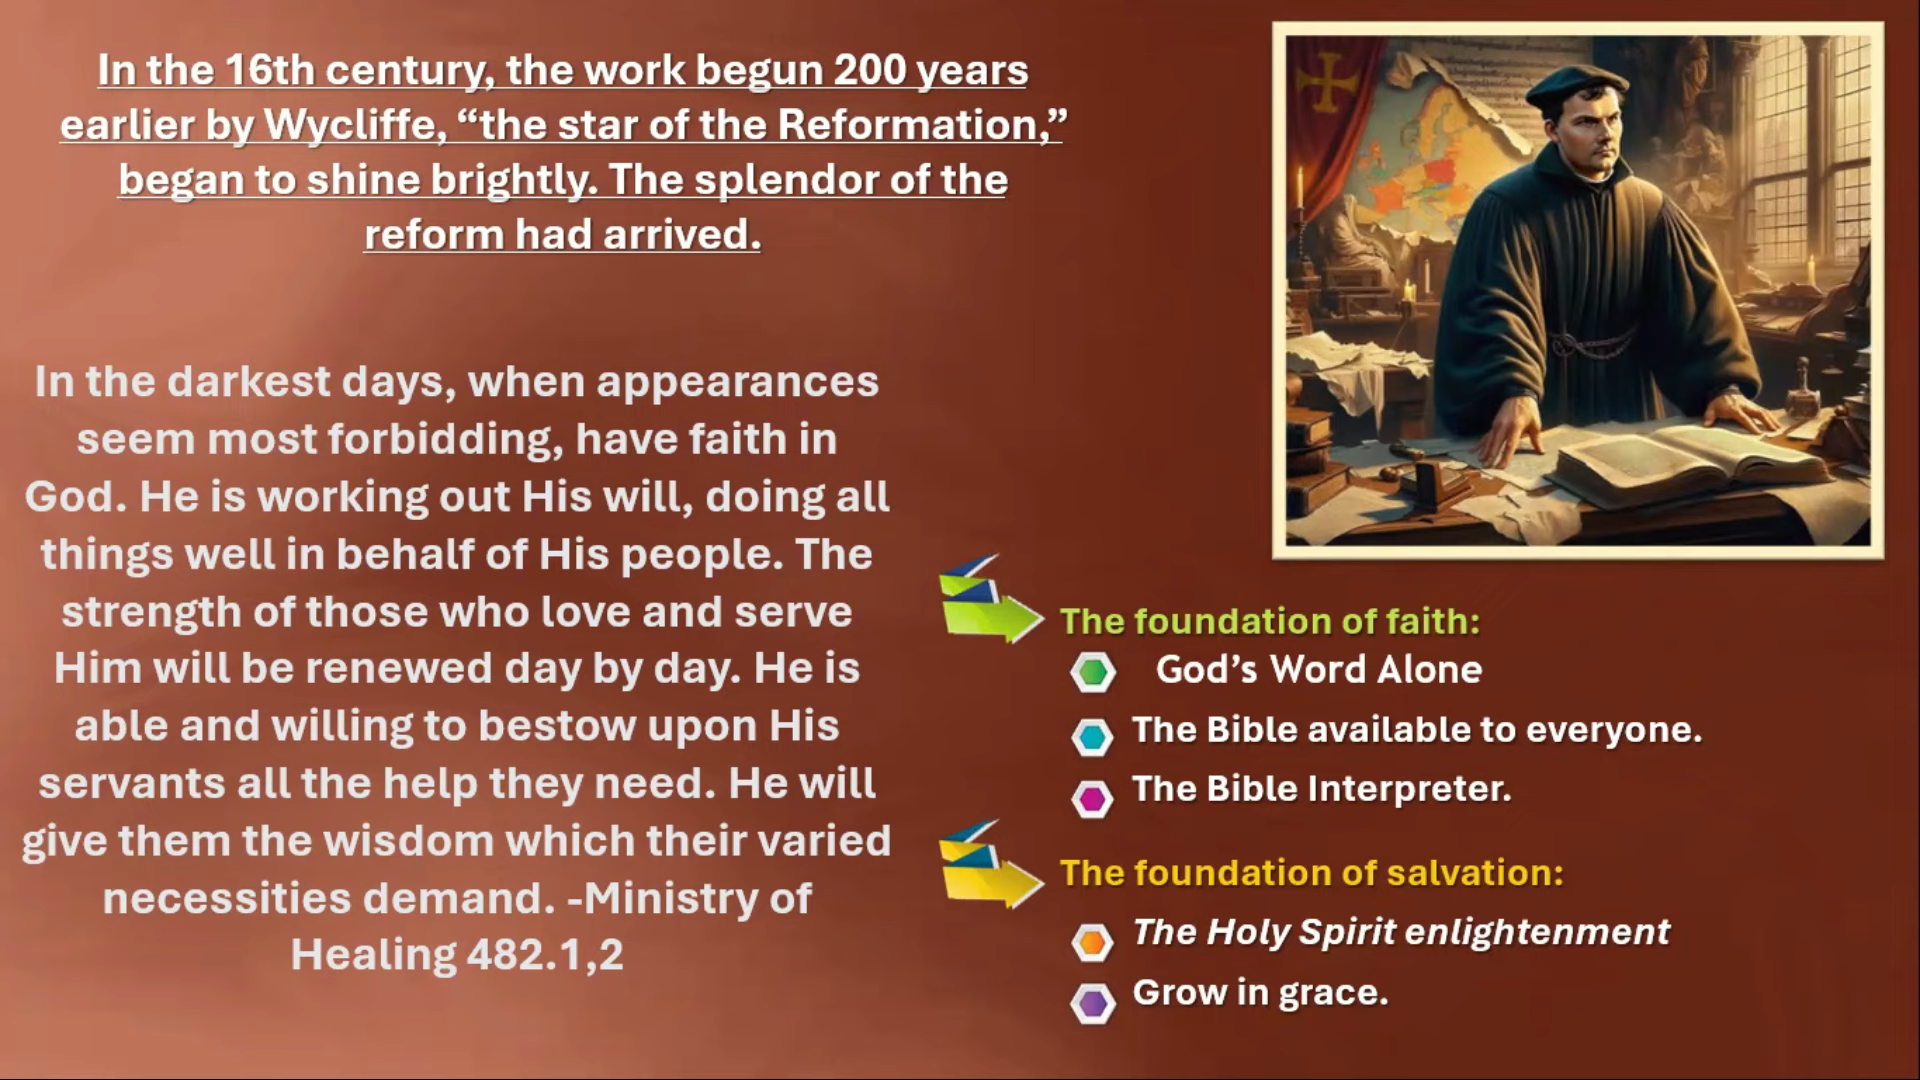 In the 16th century, the work begun 200 years
earlier by Wycliffe, “the star of the Reformation,”
began to shine brightly. The splendor of the
reform had arrived.
In the darkest days, when appearances
seem most forbidding, have faith in
God. He is working out His will, doing all
things well in behalf of His people. The
strength of those who love and serve
Him will be renewed day by day. He is
able and willing to bestow upon His
servants all the help they need. He will
give them the wisdom which their varied
necessities demand. -Ministry of
Healing 482.1,2
The foundation of faith:
God’s Word Alone
The Bible available to everyone.
The Bible Interpreter.
The foundation of salvation:
The Holy Spirit enlightenment
Grow in grace.